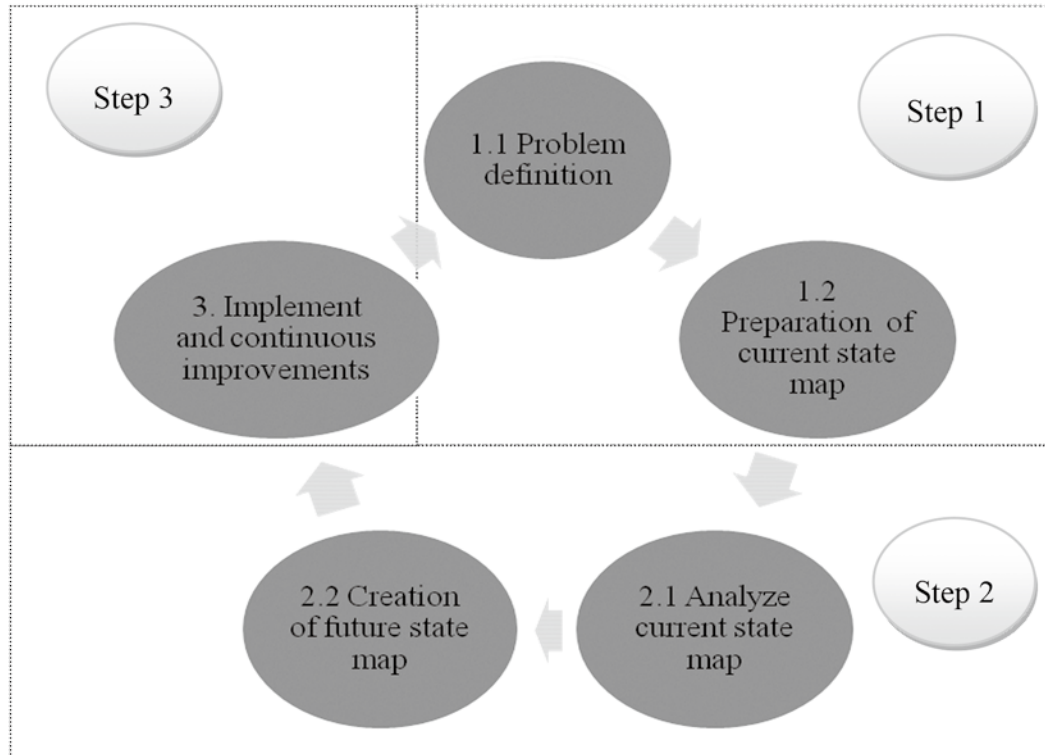 Step 3
Step 1
1.1 Problem
definition
3. Implement
and continuous
improvements
1.2
Preparation of
current state
map
2.2 Creation
of future state
map
2.1 Analyze
current state
map
Step 2